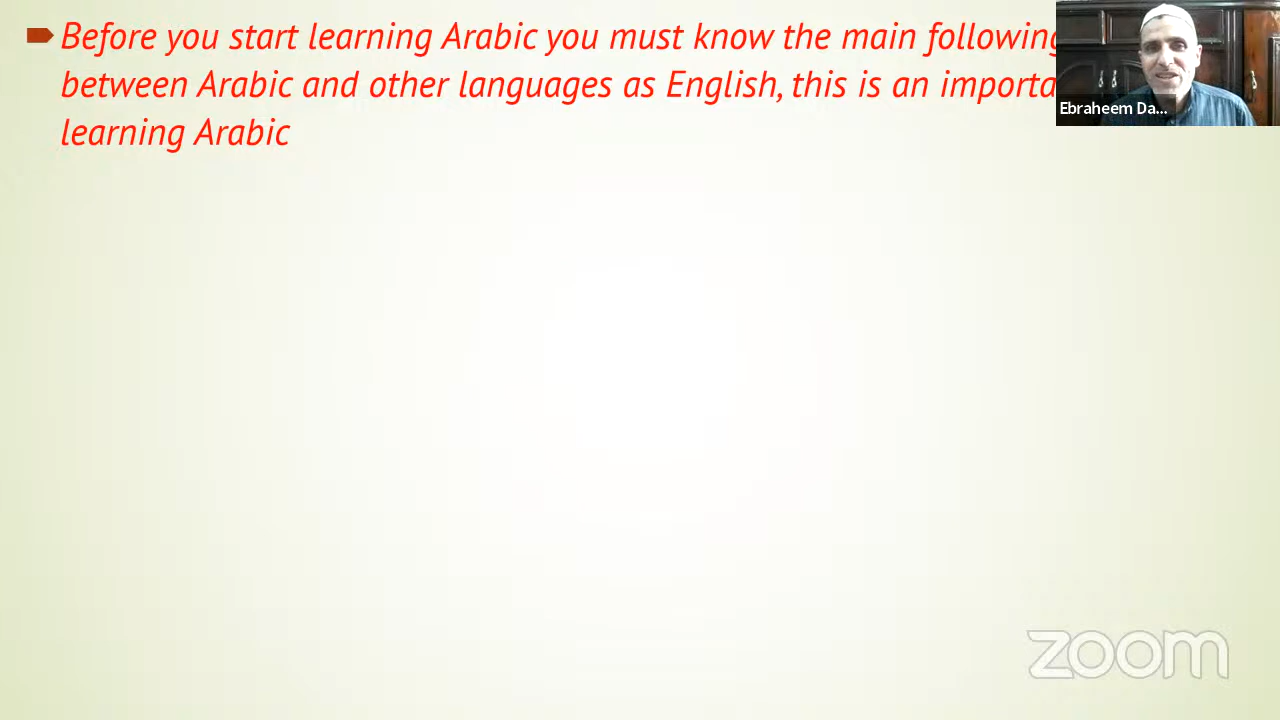 Before you start learning Arabic you must know the main following
between Arabic and other languages as English, this is an
learning Arabic
Ebraheem Da...
zoom